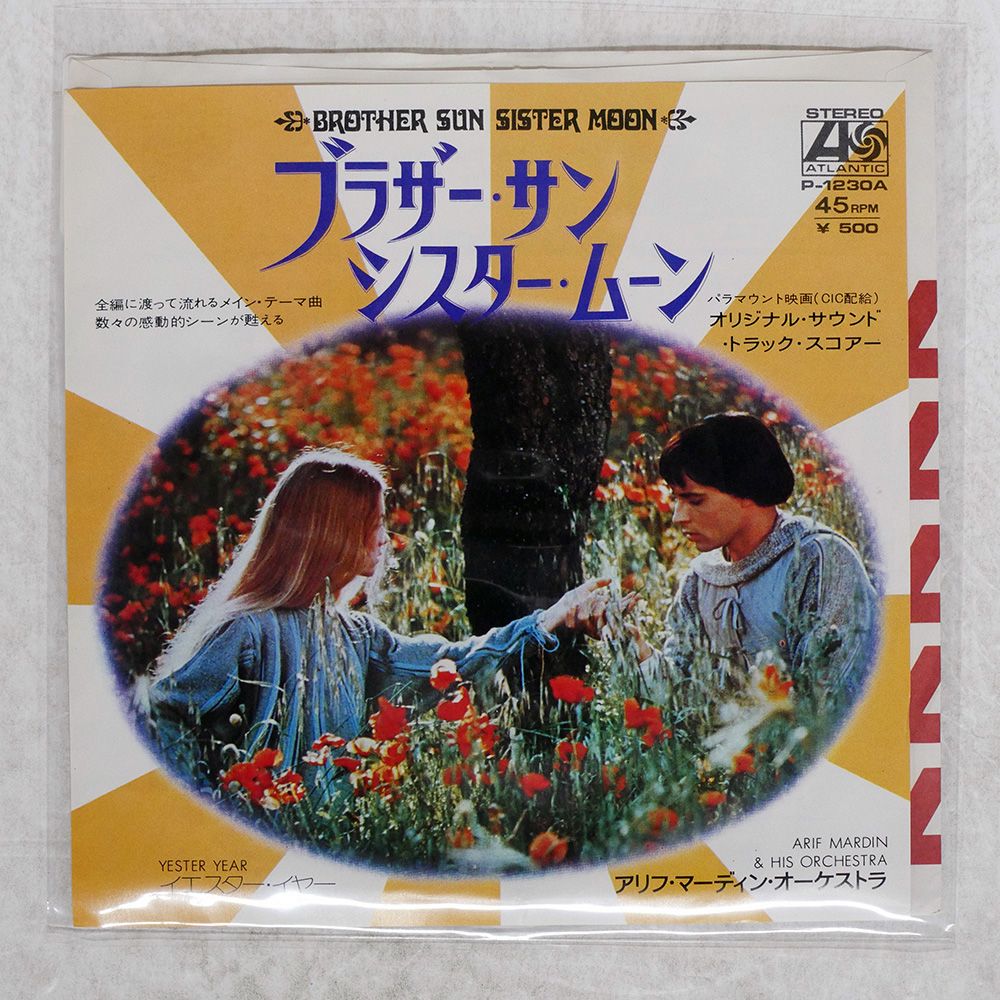 BROTHER SUN SISTER MOON
ブラザー・サン
シスター・ムーン
STEREO
ATLANTIC
P-1230A
45RPM
¥ 500
全編に渡って流れるメイン・テーマ曲
数々の感動的シーンが甦える
パラマウント映画(CIC配給)
オリジナル・サウンド
・トラック・スコアー
YESTER YEAR
イエスター・イヤー
ARIF MARDIN
& HIS ORCHESTRA
アリフ・マーディン・オーケストラ